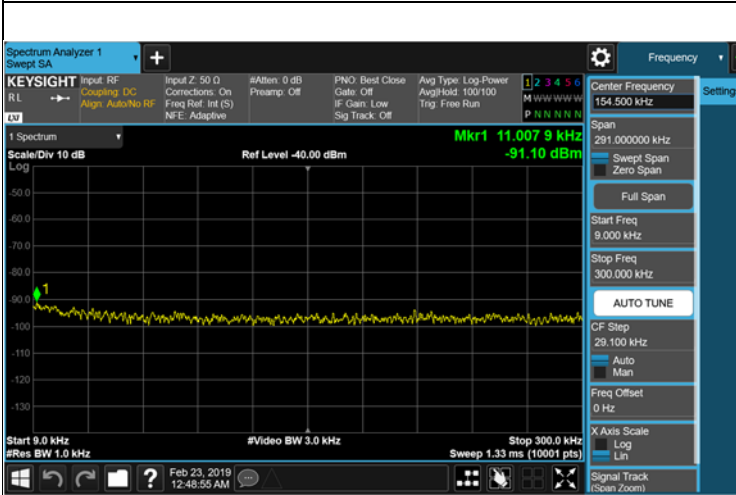 Spectrum Analyzer 1
Swept SA
Frequency
KEYSIGHT
RL
LXI
Input: RF
Coupling: DC
Align: Auto/No RF
Input Z: 50 Ω
Corrections: On
Freq Ref: Int (S)
NFE: Adaptive
#Atten: 0 dB
Preamp: Off
PNO: Best Close
Gate: Off
IF Gain: Low
Sig Track: Off
Avg Type: Log-Power
Avg|Hold: 100/100
Trig: Free Run
1 2 3 4 5 6
M W W W W W
P N N N N N
1 Spectrum
Mkr1 11.007 9 kHz
-91.10 dBm
Scale/Div 10 dB
Ref Level -40.00 dBm
Log
-50.0
-60.0
-70.0
-80.0
-90.0
1
-100
-110
-120
-130
Start 9.0 kHz
#Video BW 3.0 kHz
Stop 300.0 kHz
#Res BW 1.0 kHz
Sweep 1.33 ms (10001 pts)
Center Frequency
154.500 kHz
Settings
Span
291.000000 kHz
Swept Span
Zero Span
Full Span
Start Freq
9.000 kHz
Stop Freq
300.000 kHz
AUTO TUNE
CF Step
29.100 kHz
Auto
Man
Freq Offset
0 Hz
X Axis Scale
Log
Lin
Signal Track
(Span Zoom)
?
Feb 23, 2019
12:48:55 AM